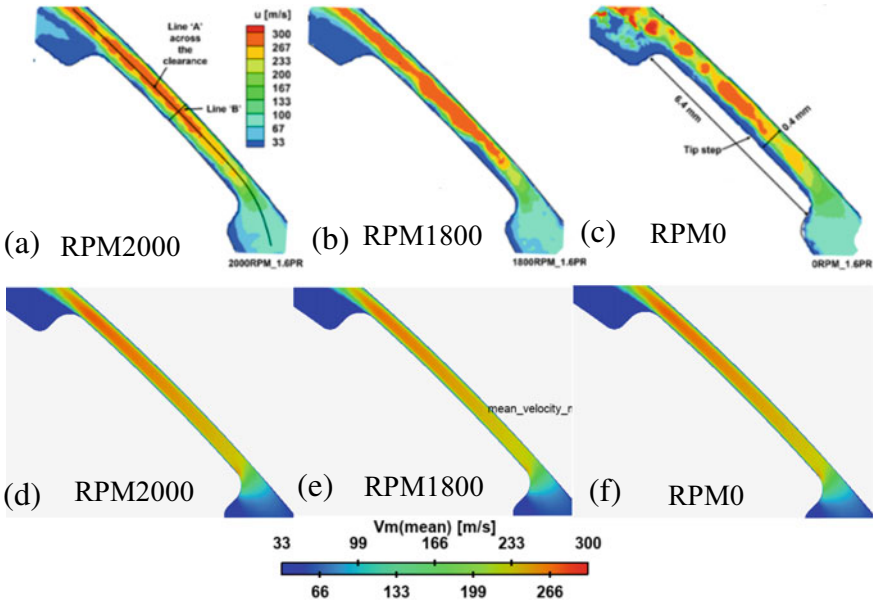 u [m/s]
Line ‘A’
across
the
clearance
Line ‘B’
300
267
233
200
167
133
100
67
33
6.4 mm
0.4 mm
Tip step
(a) RPM2000
2000RPM_1.6PR
(b) RPM1800
1800RPM_1.6PR
(c) RPM0
0RPM_1.6PR
mean_velocity_r
(d) RPM2000
(e) RPM1800
(f) RPM0
Vm(mean) [m/s]
33 99 166 233 300
66 133 199 266